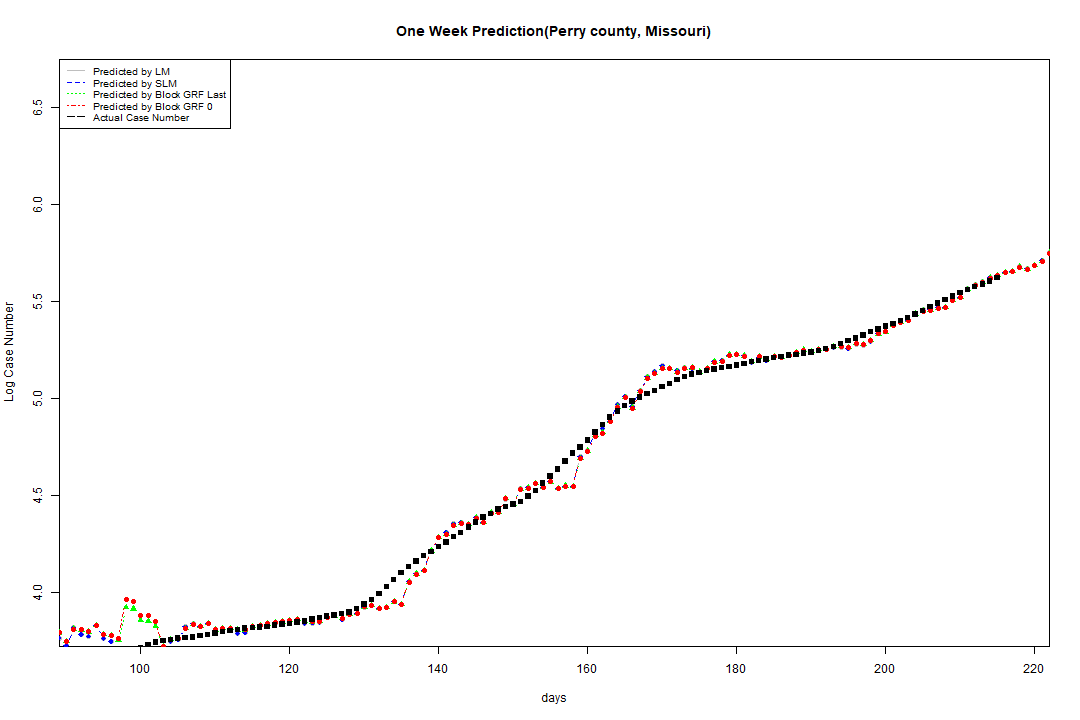 One Week Prediction(Perry county, Missouri)
Predicted by LM
Predicted by SLM
Predicted by Block GRF Last
Predicted by Block GRF 0
Actual Case Number
6.5
6.0
5.5
5.0
4.5
4.0
Log Case Number
100 120 140 160 180 200 220
days